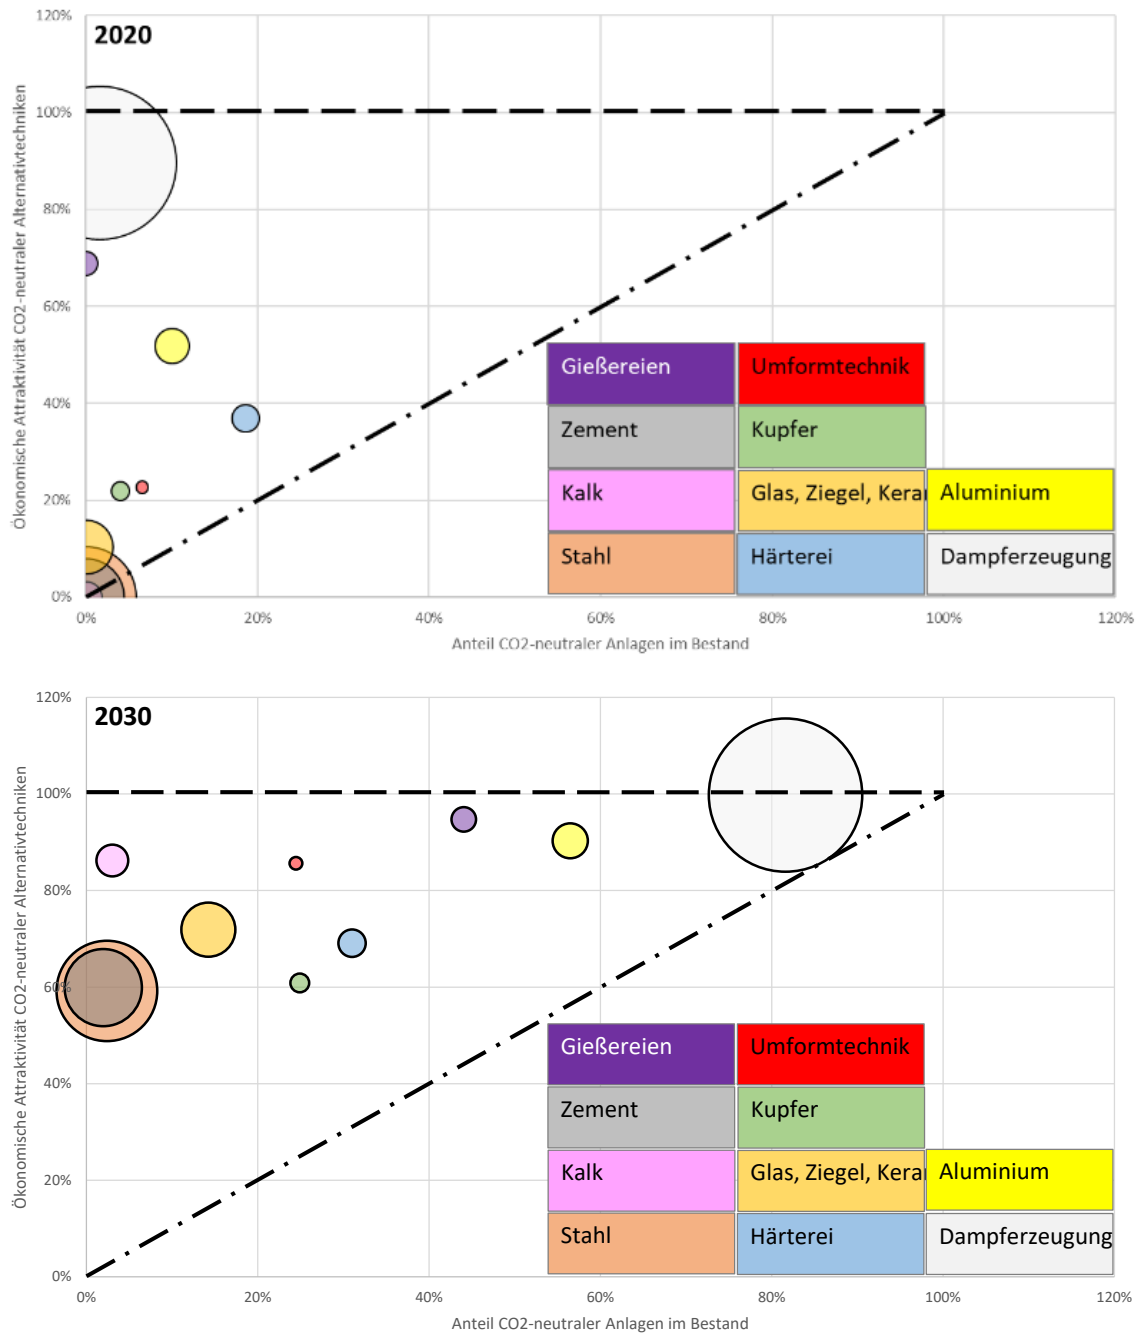 120%
2020
100%
80%
60%
40%
20%
0%
Ökonomische Attraktivität CO2-neutraler Alternativtechniken
Gießereien
Umformtechnik
Zement
Kupfer
Kalk
Glas, Ziegel, Kera
Aluminium
Stahl
Härterei
Dampferzeugung
0%
20%
40%
60%
80%
100%
120%
Anteil CO2-neutraler Anlagen im Bestand
120%
2030
100%
80%
60%
40%
20%
0%
Ökonomische Attraktivität CO2-neutraler Alternativtechniken
Gießereien
Umformtechnik
Zement
Kupfer
Kalk
Glas, Ziegel, Kera
Aluminium
Stahl
Härterei
Dampferzeugung
0%
20%
40%
60%
80%
100%
120%
Anteil CO2-neutraler Anlagen im Bestand